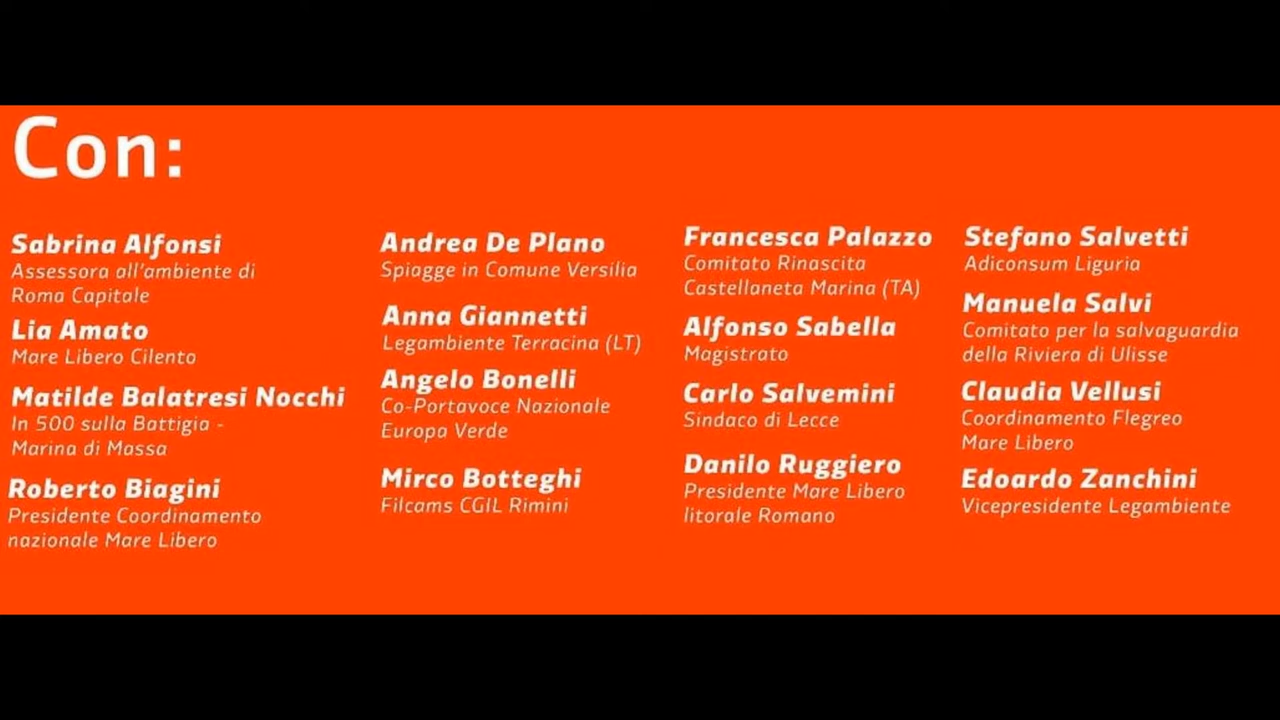 Con:
Sabrina Alfonsi
Assessora all'ambiente di
Roma Capitale
Lia Amato
Mare Libero Cilento
Matilde Balatresi Nocchi
In 500 sulla Battigia -
Marina di Massa
Roberto Biagini
Presidente Coordinamento
nazionale Mare Libero
Andrea De Plano
Spiagge in Comune Versilia
Anna Giannetti
Legambiente Terracina (LT)
Angelo Bonelli
Co-Portavoce Nazionale
Europa Verde
Mirco Botteghi
Filcams CGIL Rimini
Francesca Palazzo
Comitato Rinascita
Castellaneta Marina (TA)
Alfonso Sabella
Magistrato
Carlo Salvemini
Sindaco di Lecce
Danilo Ruggiero
Presidente Mare Libero
litorale Romano
Stefano Salvetti
Adiconsum Liguria
Manuela Salvi
Comitato per la salvaguardia
della Riviera di Ulisse
Claudia Vellusi
Coordinamento Flegreo
Mare Libero
Edoardo Zanchini
Vicepresidente Legambiente